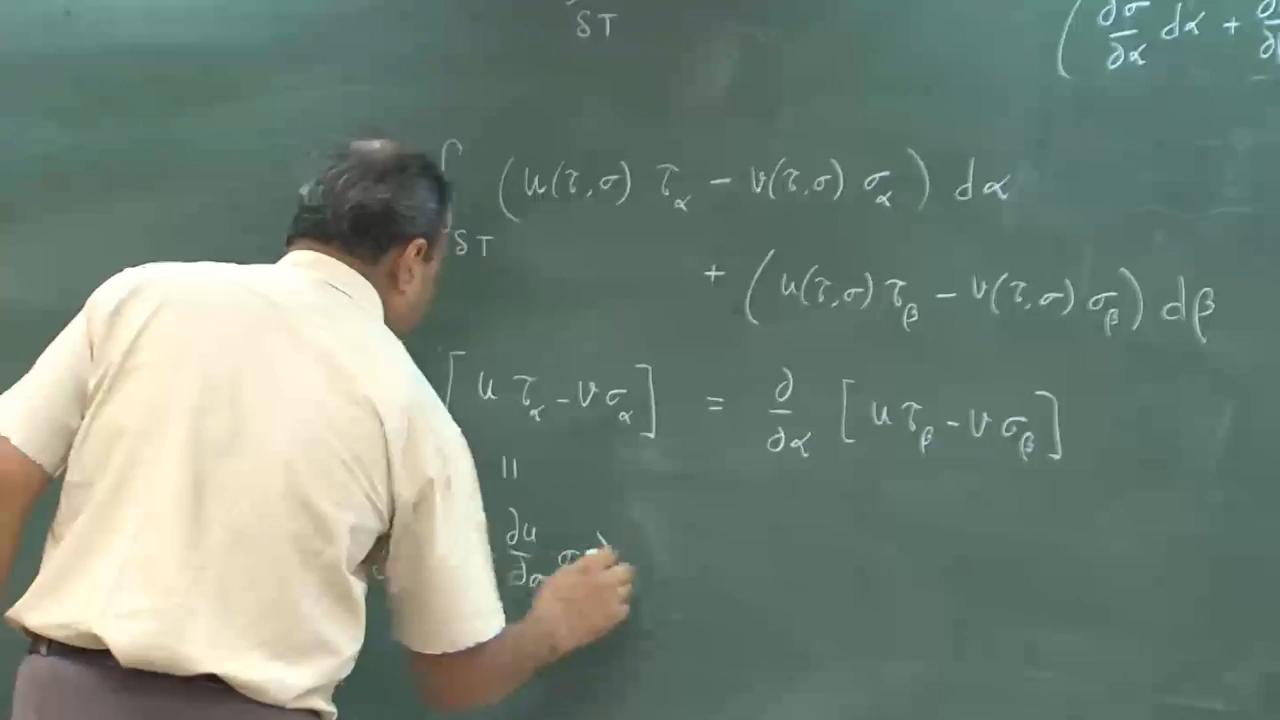 δT
( ∂σ/∂α dα +
∫δT (u(τ,σ) τ_α − v(τ,σ) σ_α) dα
+ (u(τ,σ) τ_β − v(τ,σ) σ_β) dβ
[u τ_α − v σ_α] = ∂/∂α [u τ_β − v σ_β]
||
∂u/∂σ